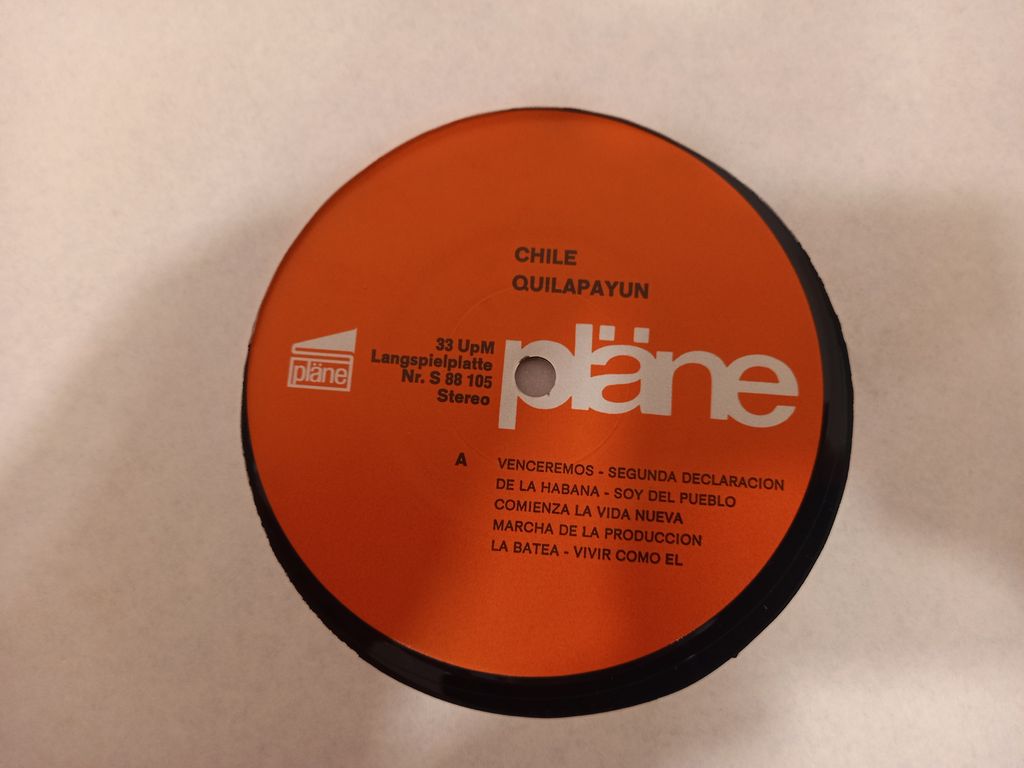 CHILE
QUILAPAYUN
pläne
33 UpM
Langspielplatte
Nr. S 88 105
Stereo
pläne
A
VENCEREMOS - SEGUNDA DECLARACION
DE LA HABANA - SOY DEL PUEBLO
COMIENZA LA VIDA NUEVA
MARCHA DE LA PRODUCCION
LA BATEA - VIVIR COMO EL